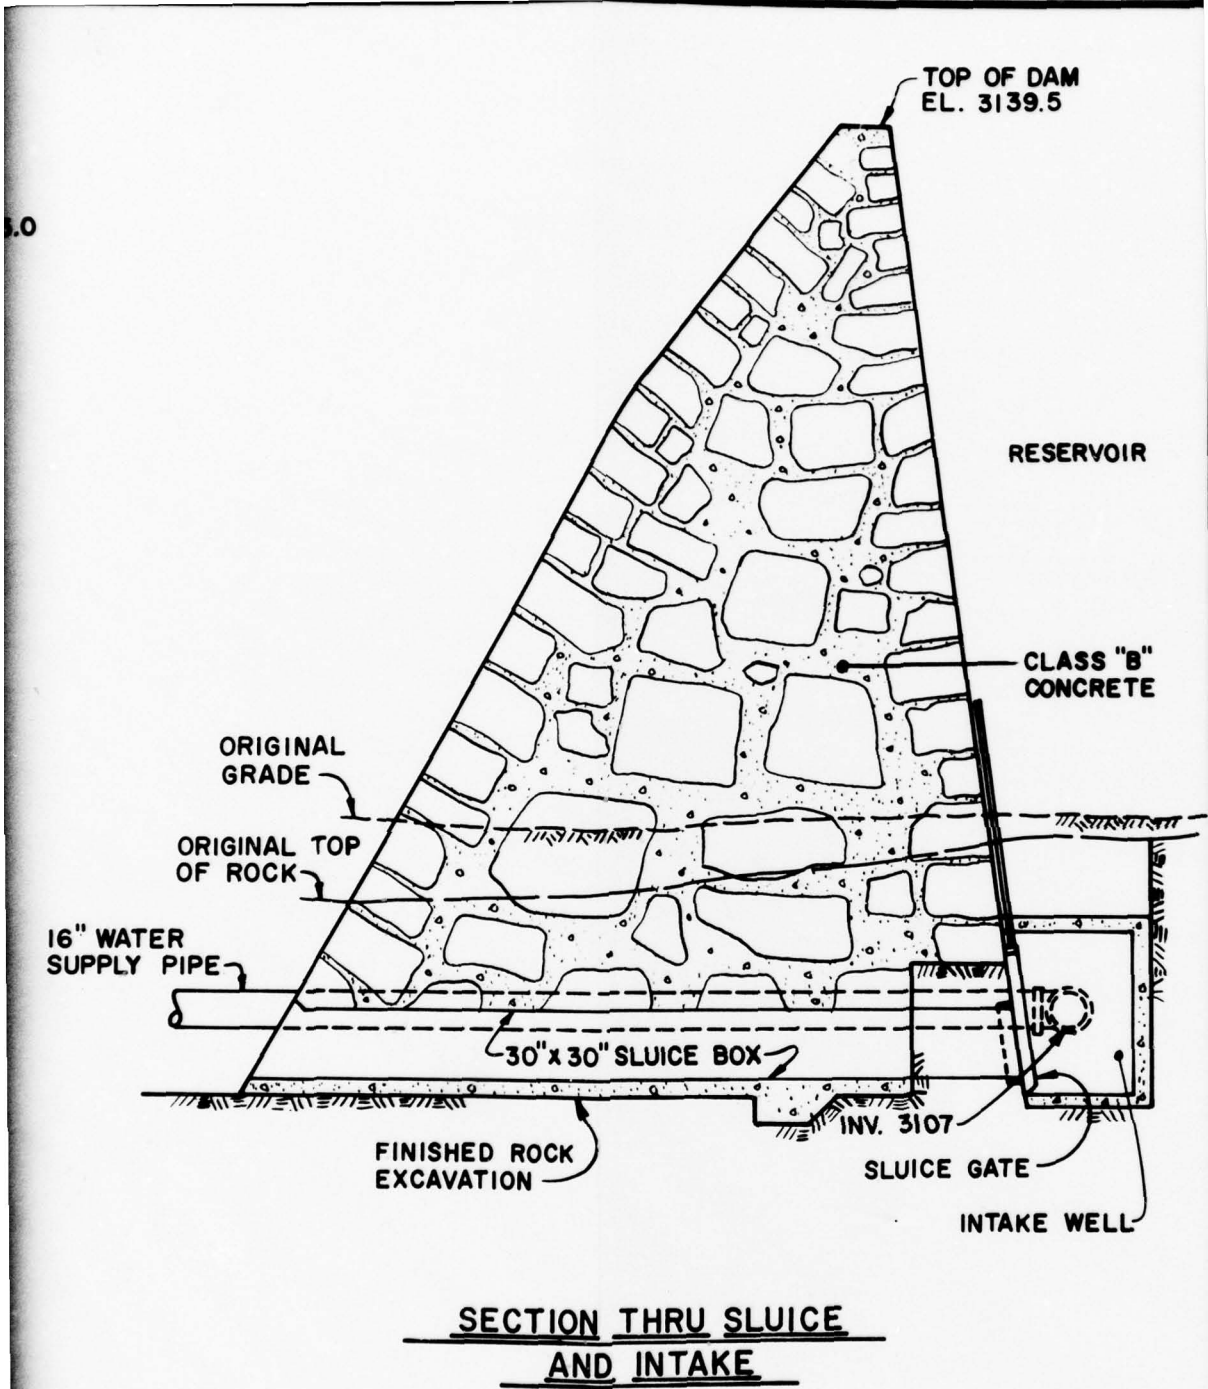 TOP OF DAM
EL. 3139.5
RESERVOIR
CLASS "B"
CONCRETE
ORIGINAL
GRADE
ORIGINAL TOP
OF ROCK
16" WATER
SUPPLY PIPE
30" X 30" SLUICE BOX
INV. 3107
FINISHED ROCK
EXCAVATION
SLUICE GATE
INTAKE WELL
SECTION THRU SLUICE
AND INTAKE